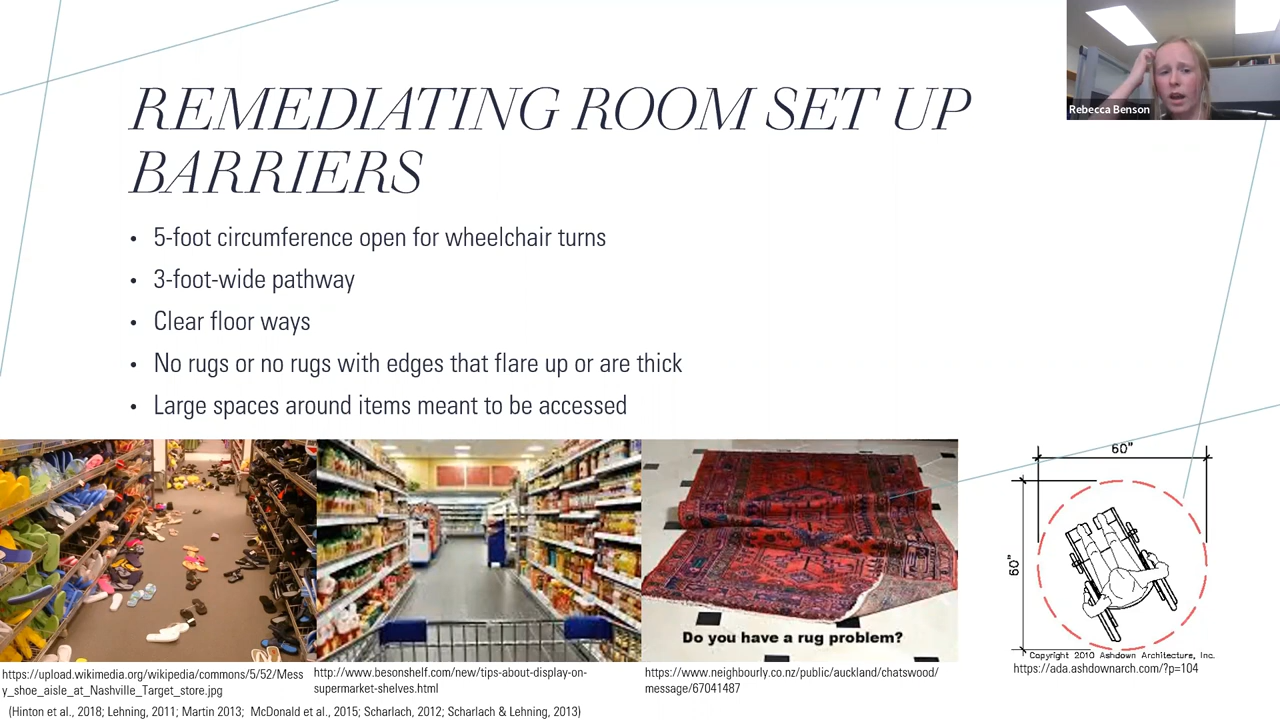 Rebecca Benson
REMEDIATING ROOM SET UP
BARRIERS
• 5-foot circumference open for wheelchair turns
• 3-foot-wide pathway
• Clear floor ways
• No rugs or no rugs with edges that flare up or are thick
• Large spaces around items meant to be accessed
60"
60"
Do you have a rug problem?
Copyright 2010 Ashdown Architecture, Inc.
https://upload.wikimedia.org/wikipedia/commons/5/52/Mess
y_shoe_aisle_at_Nashville_Target_store.jpg
http://www.besonshelf.com/new/tips-about-display-on-
supermarket-shelves.html
https://www.neighbourly.co.nz/public/auckland/chatswood/
message/67041487
https://ada.ashdownarch.com/?p=104
(Hinton et al., 2018; Lehning, 2011; Martin 2013;  McDonald et al., 2015; Scharlach, 2012; Scharlach & Lehning, 2013)